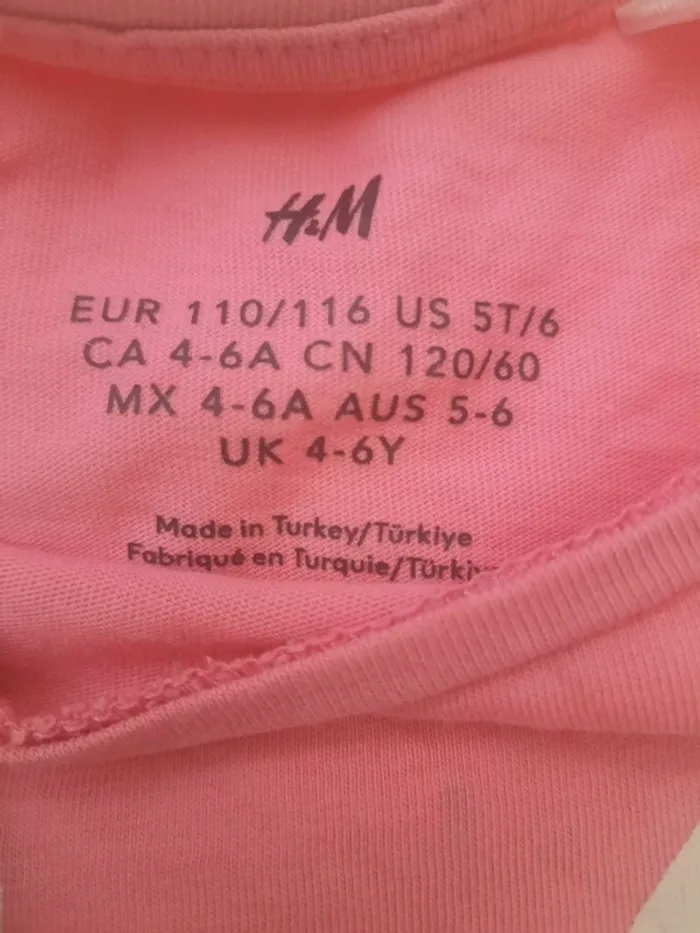 H&M
EUR 110/116 US 5T/6
CA 4-6A CN 120/60
MX 4-6A AUS 5-6
UK 4-6Y
Made in Turkey/Türkiye
Fabriqué en Turquie/Türki